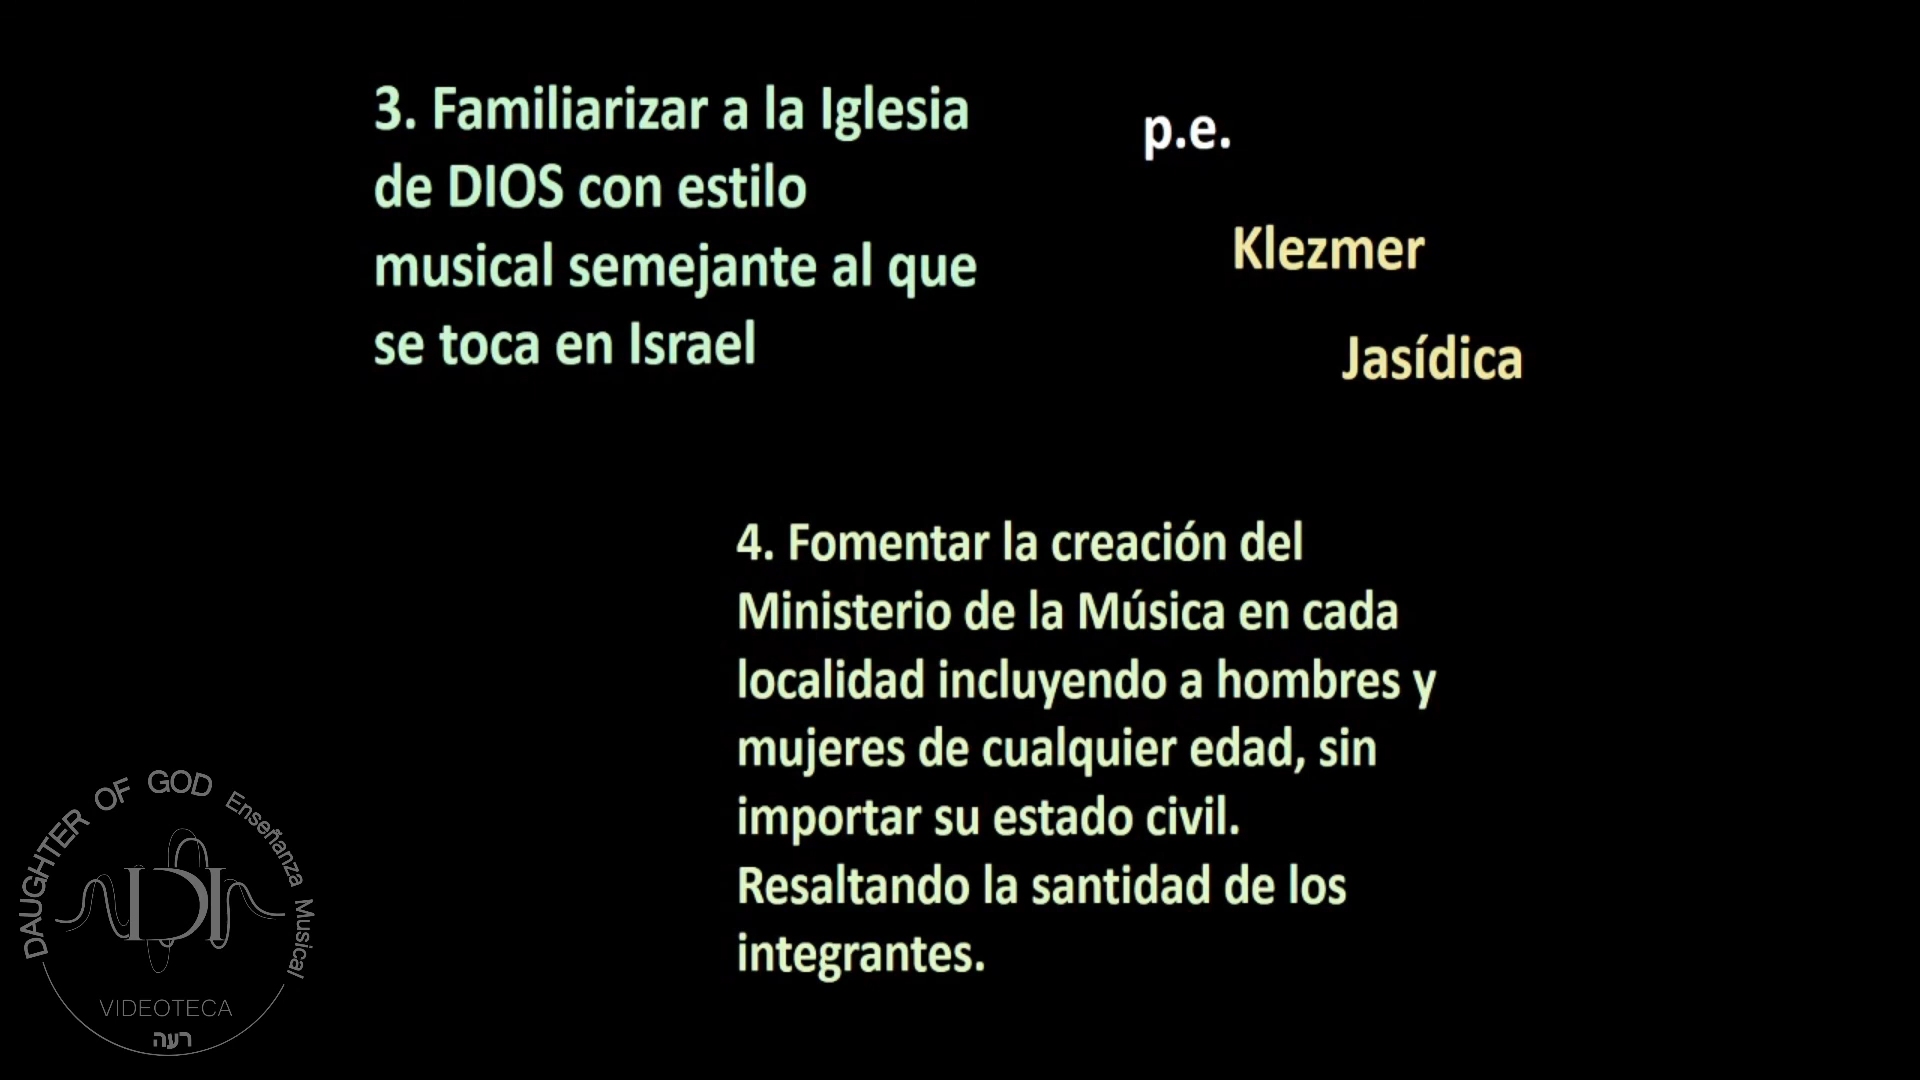 3. Familiarizar a la Iglesia
de DIOS con estilo
musical semejante al que
se toca en Israel
p.e.
Klezmer
Jasídica
4. Fomentar la creación del
Ministerio de la Música en cada
localidad incluyendo a hombres y
mujeres de cualquier edad, sin
importar su estado civil.
Resaltando la santidad de los
integrantes.
DAUGHTER OF GOD Enseñanza Musical
VIDEOTECA
רעה